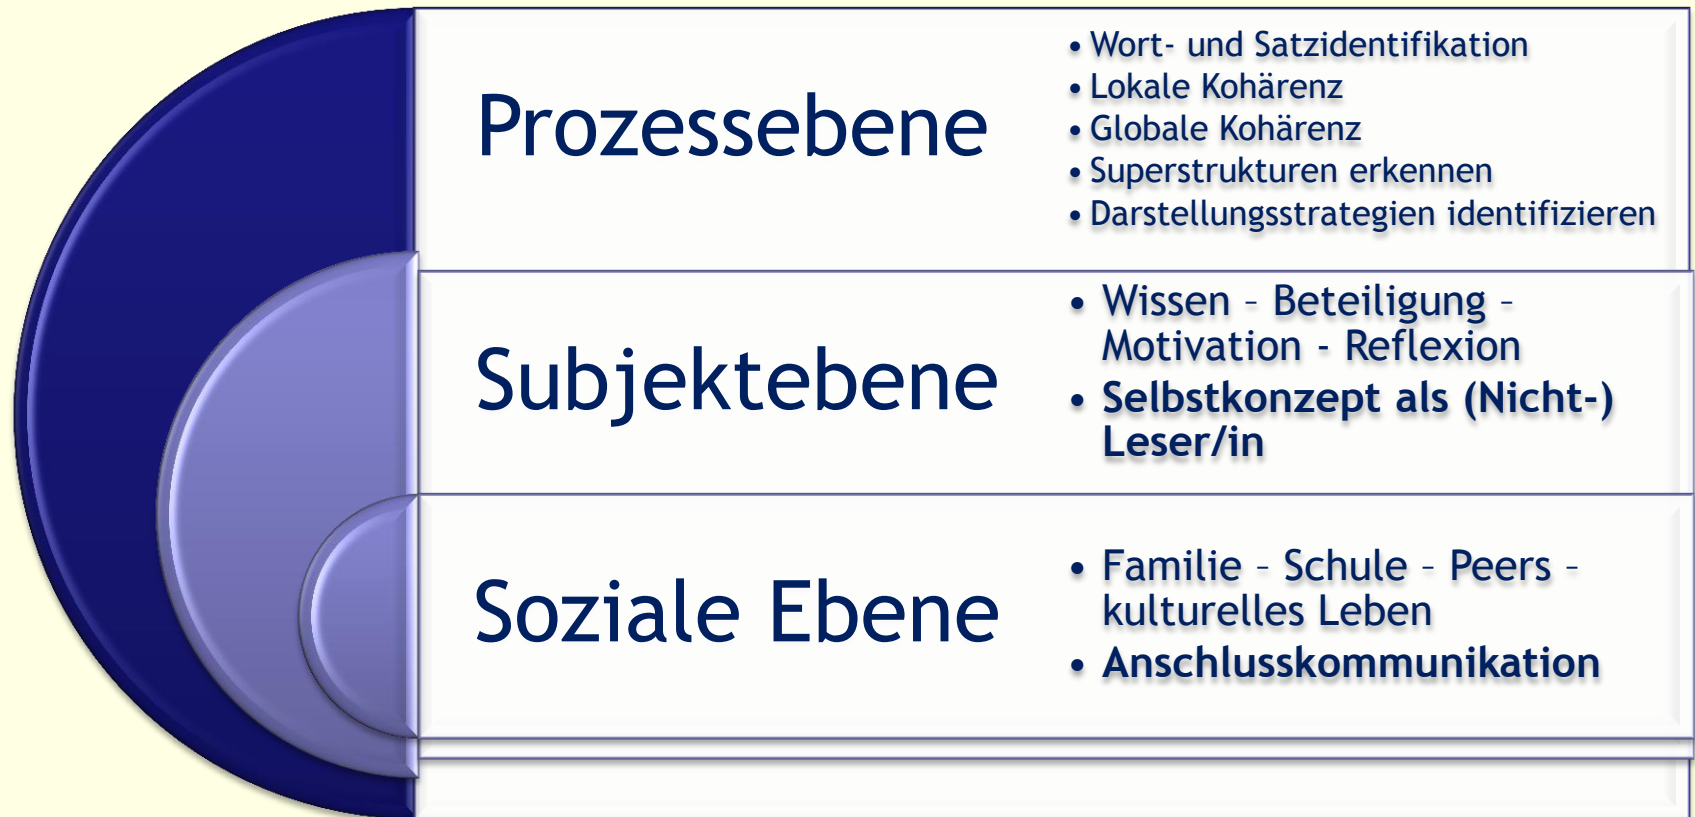 Prozessebene
• Wort- und Satzidentifikation
• Lokale Kohärenz
• Globale Kohärenz
• Superstrukturen erkennen
• Darstellungsstrategien identifizieren
Subjektebene
• Wissen – Beteiligung –
Motivation - Reflexion
• Selbstkonzept als (Nicht-)
Leser/in
Soziale Ebene
• Familie – Schule – Peers –
kulturelles Leben
• Anschlusskommunikation